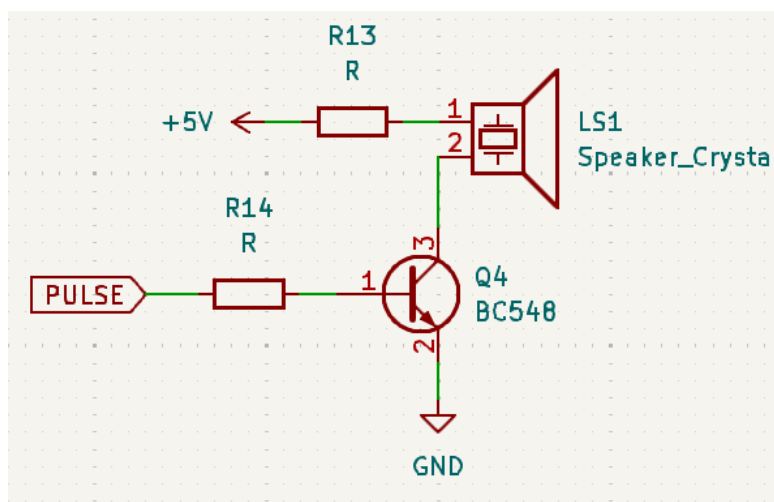 R13
R
+5V
1
2
LS1
Speaker_Crysta
R14
R
PULSE
1
3
Q4
BC548
2
GND